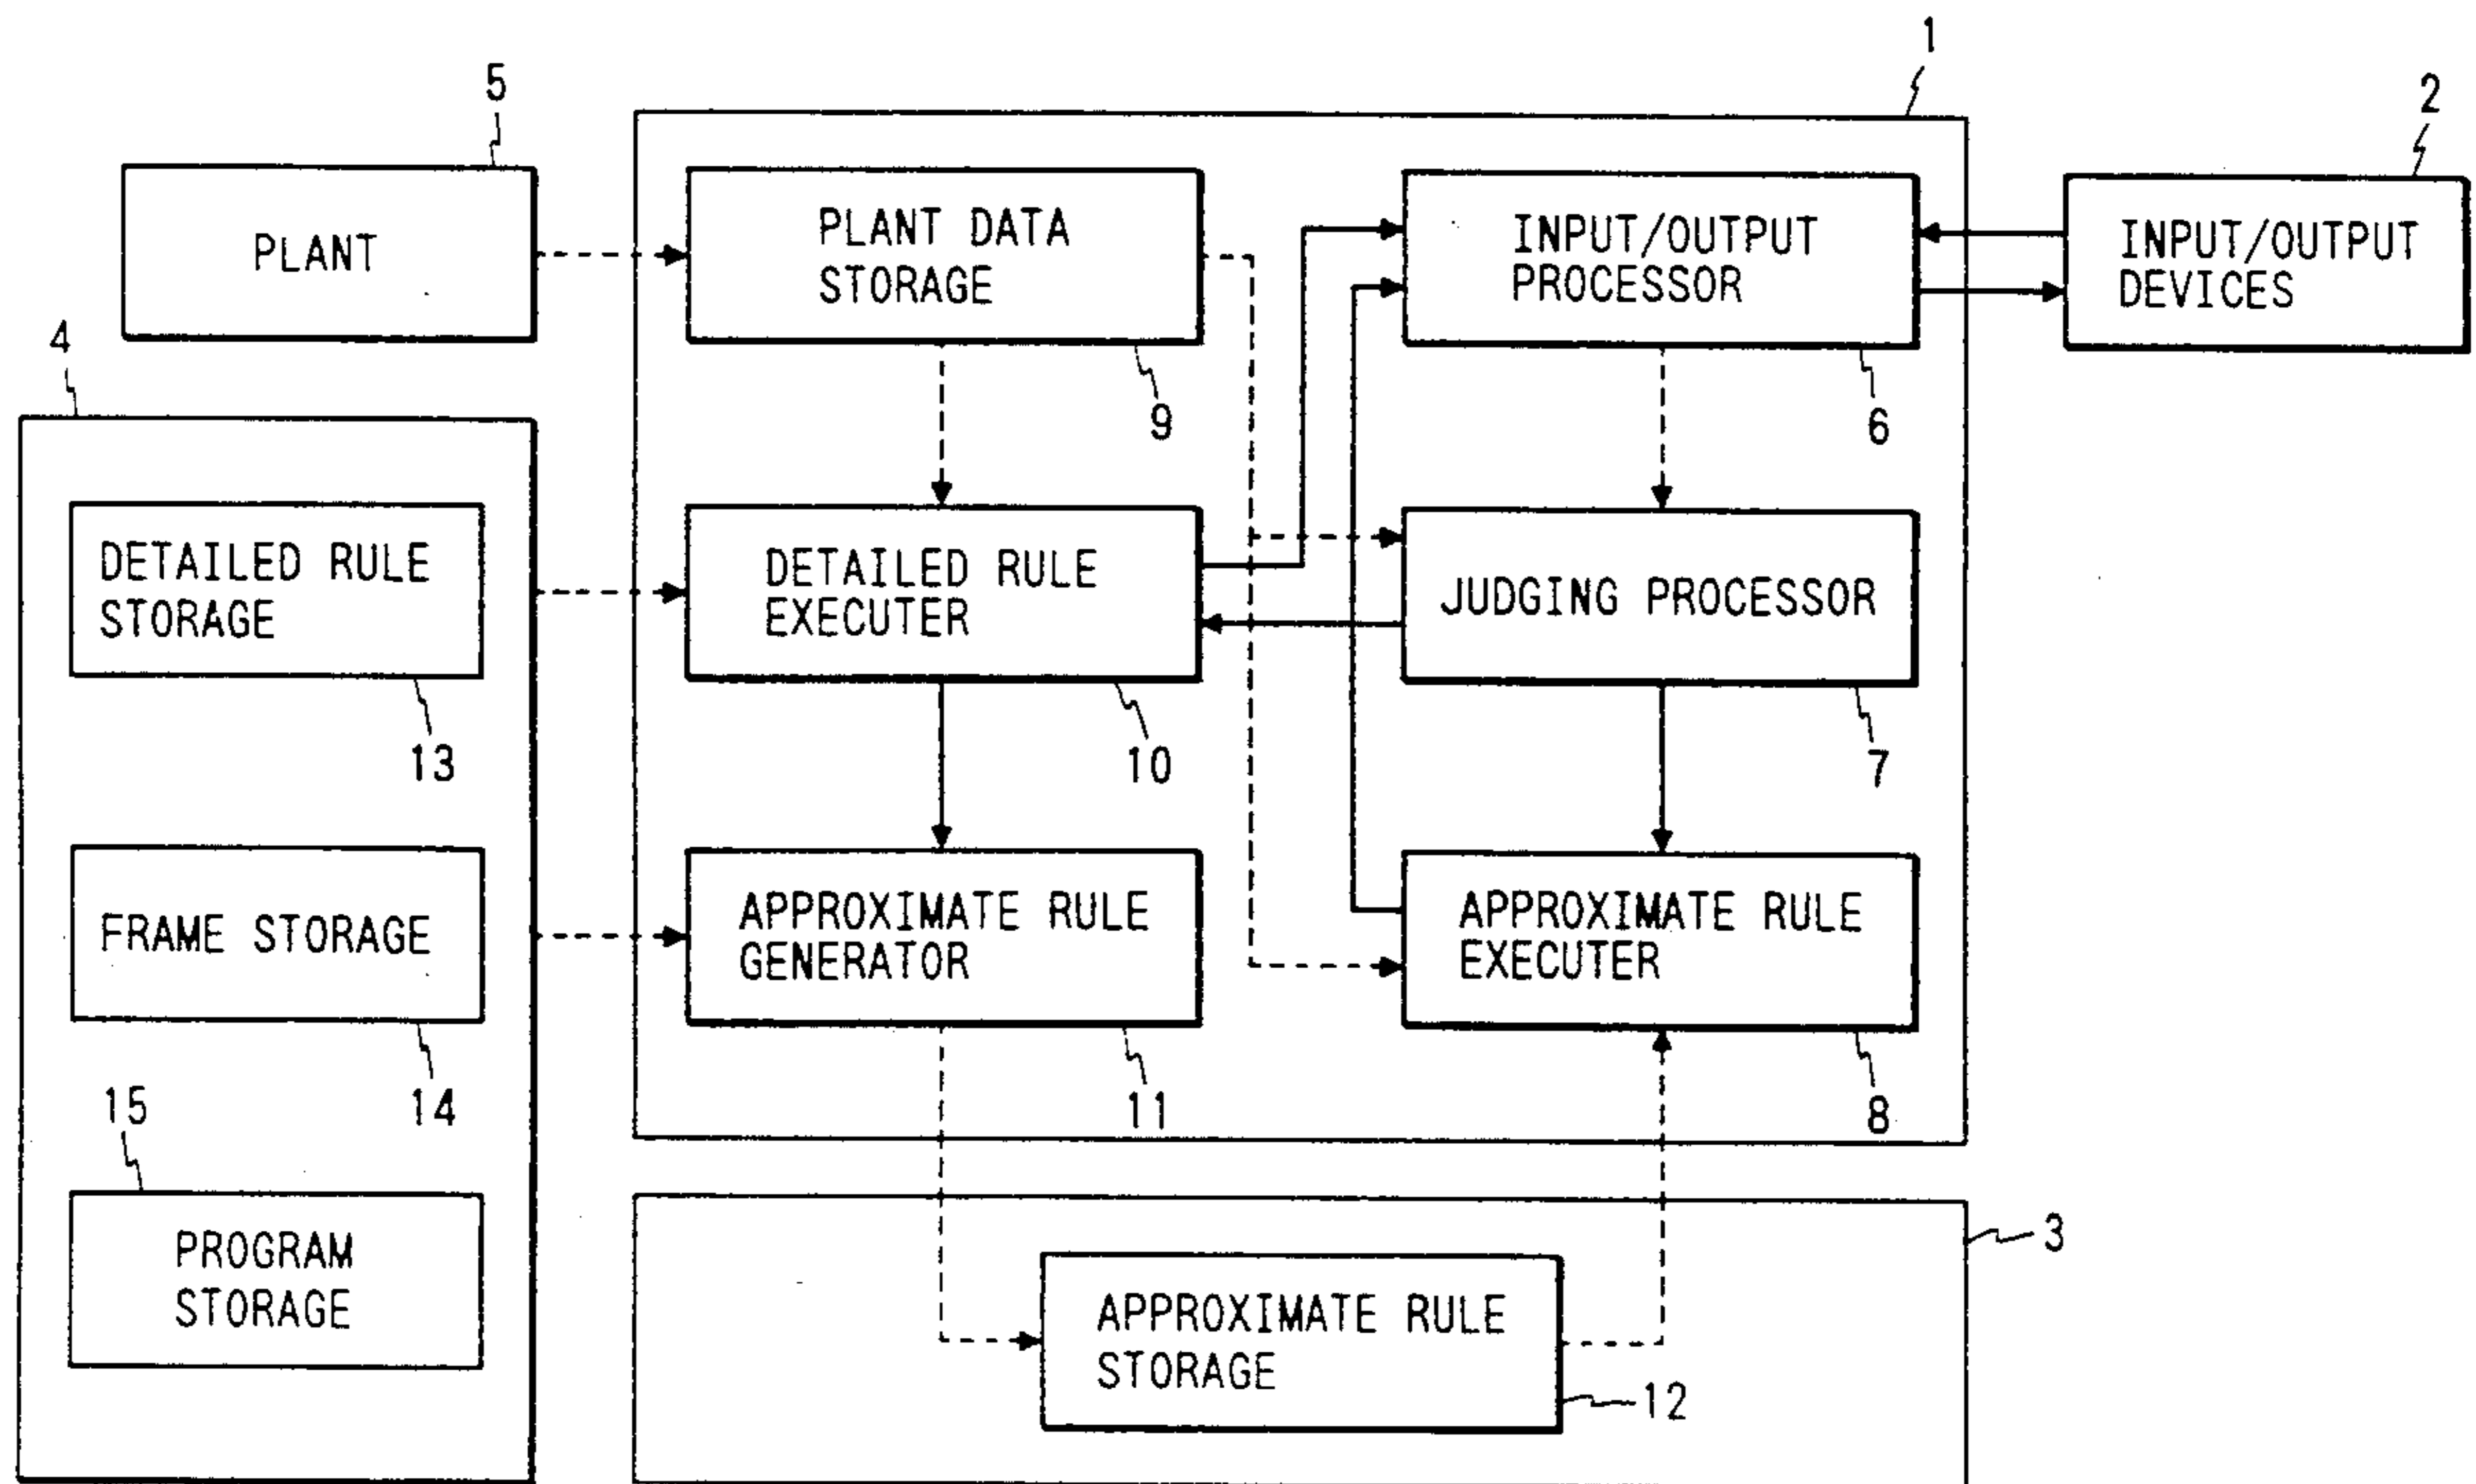 1
5
2
PLANT
PLANT DATA
STORAGE
INPUT/OUTPUT
PROCESSOR
INPUT/OUTPUT
DEVICES
4
9
6
DETAILED RULE
STORAGE
DETAILED RULE
EXECUTER
JUDGING PROCESSOR
13
10
7
FRAME STORAGE
APPROXIMATE RULE
GENERATOR
APPROXIMATE RULE
EXECUTER
15
14
11
8
PROGRAM
STORAGE
3
APPROXIMATE RULE
STORAGE
12